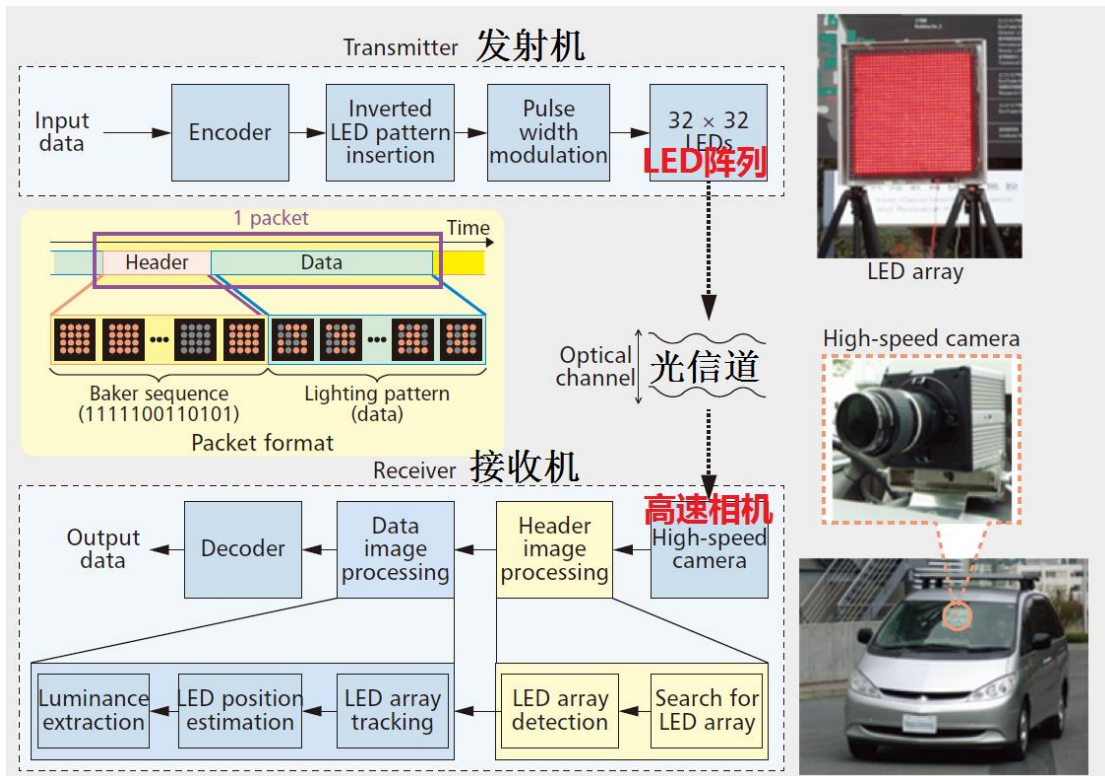 Transmitter 发射机
Input
data
Encoder
Inverted
LED pattern
insertion
Pulse
width
modulation
32 × 32
LEDs
LED阵列
LED array
1 packet
Time
Header
Data
Baker sequence
(1111100110101)
Lighting pattern
(data)
Packet format
Optical
channel
光信道
High-speed camera
Receiver 接收机
Output
data
Decoder
Data
image
processing
Header
image
processing
高速相机
High-speed
camera
Luminance
extraction
LED position
estimation
LED array
tracking
LED array
detection
Search for
LED array